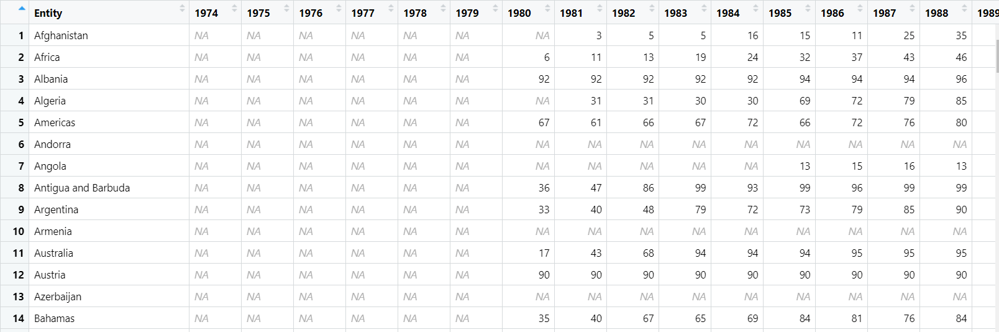 Entity 1974 1975 1976 1977 1978 1979 1980 1981 1982 1983 1984 1985 1986 1987 1988 1989
1 Afghanistan NA NA NA NA NA NA NA 3 5 5 16 15 11 25 35
2 Africa NA NA NA NA NA NA 6 11 13 19 24 32 37 43 46
3 Albania NA NA NA NA NA NA 92 92 92 92 92 94 94 94 96
4 Algeria NA NA NA NA NA NA NA 31 31 30 30 69 72 79 85
5 Americas NA NA NA NA NA NA 67 61 66 67 72 66 72 76 80
6 Andorra NA NA NA NA NA NA NA NA NA NA NA NA NA NA NA
7 Angola NA NA NA NA NA NA NA NA NA NA NA 13 15 16 13
8 Antigua and Barbuda NA NA NA NA NA NA 36 47 86 99 93 99 96 99 99
9 Argentina NA NA NA NA NA NA 33 40 48 79 72 73 79 85 90
10 Armenia NA NA NA NA NA NA NA NA NA NA NA NA NA NA NA
11 Australia NA NA NA NA NA NA 17 43 68 94 94 94 95 95 95
12 Austria NA NA NA NA NA NA 90 90 90 90 90 90 90 90 90
13 Azerbaijan NA NA NA NA NA NA NA NA NA NA NA NA NA NA NA
14 Bahamas NA NA NA NA NA NA 35 40 67 65 69 84 81 76 84